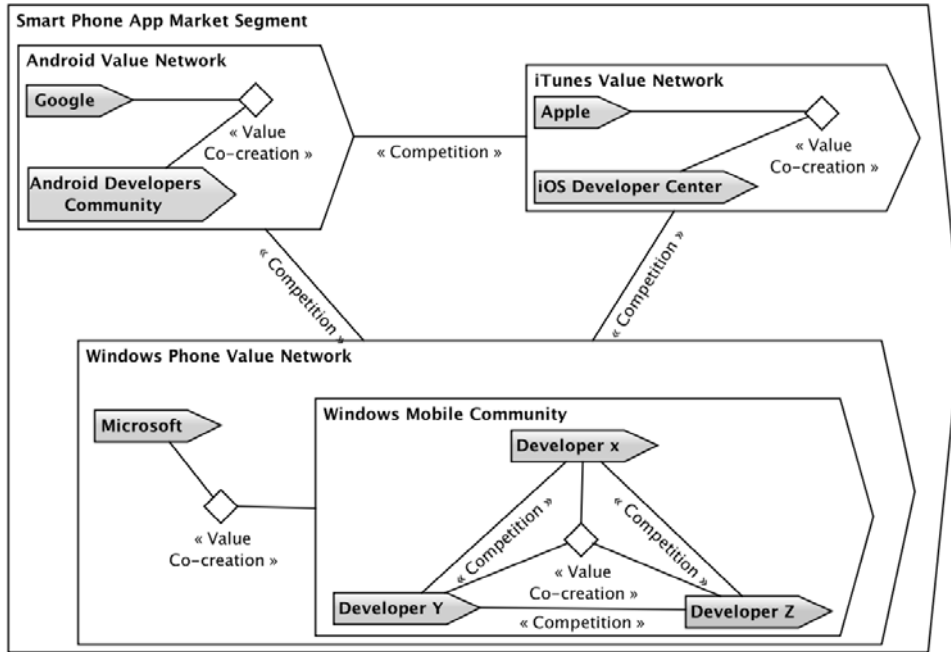 Smart Phone App Market Segment
Android Value Network
Google
« Value
Co-creation »
Android Developers
Community
« Competition »
iTunes Value Network
Apple
« Value
Co-creation »
iOS Developer Center
« Competition »
« Competition »
Windows Phone Value Network
Microsoft
« Value
Co-creation »
Windows Mobile Community
Developer x
« Competition »
« Competition »
« Value
Co-creation »
Developer Y
« Competition »
Developer Z